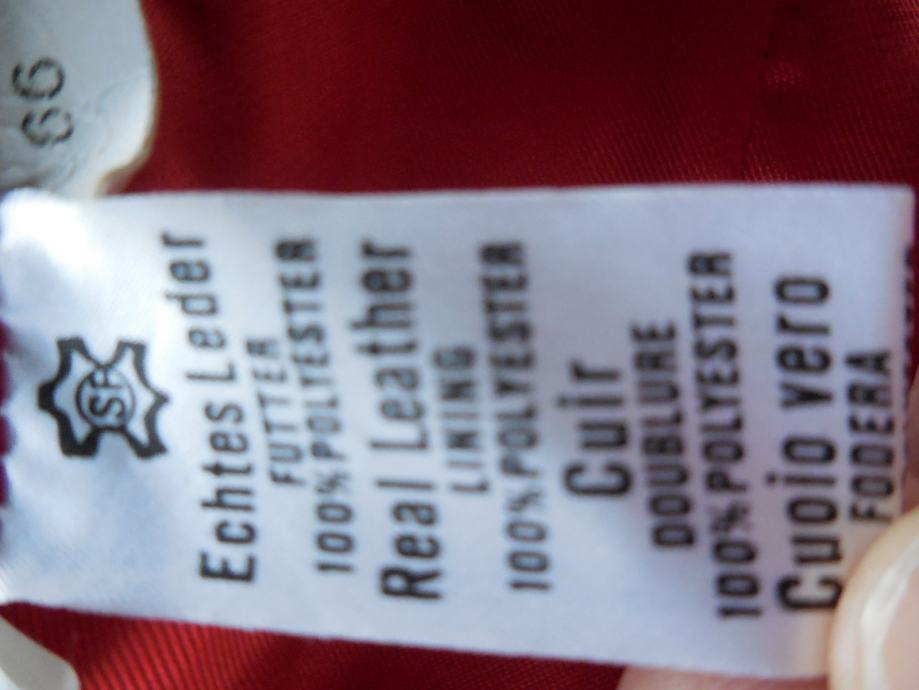 66
SF
Echtes Leder
FUTTER
100%POLYESTER
Real Leather
LINING
100%POLYESTER
Cuir
DOUBLURE
100%POLYESTER
Cuoio vero
FODERA